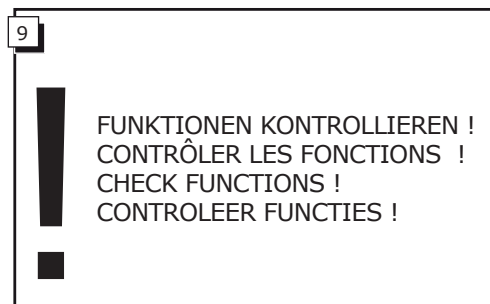 9
!
FUNKTIONEN KONTROLLIEREN !
CONTRÔLER LES FONCTIONS !
CHECK FUNCTIONS !
CONTROLEER FUNCTIES !